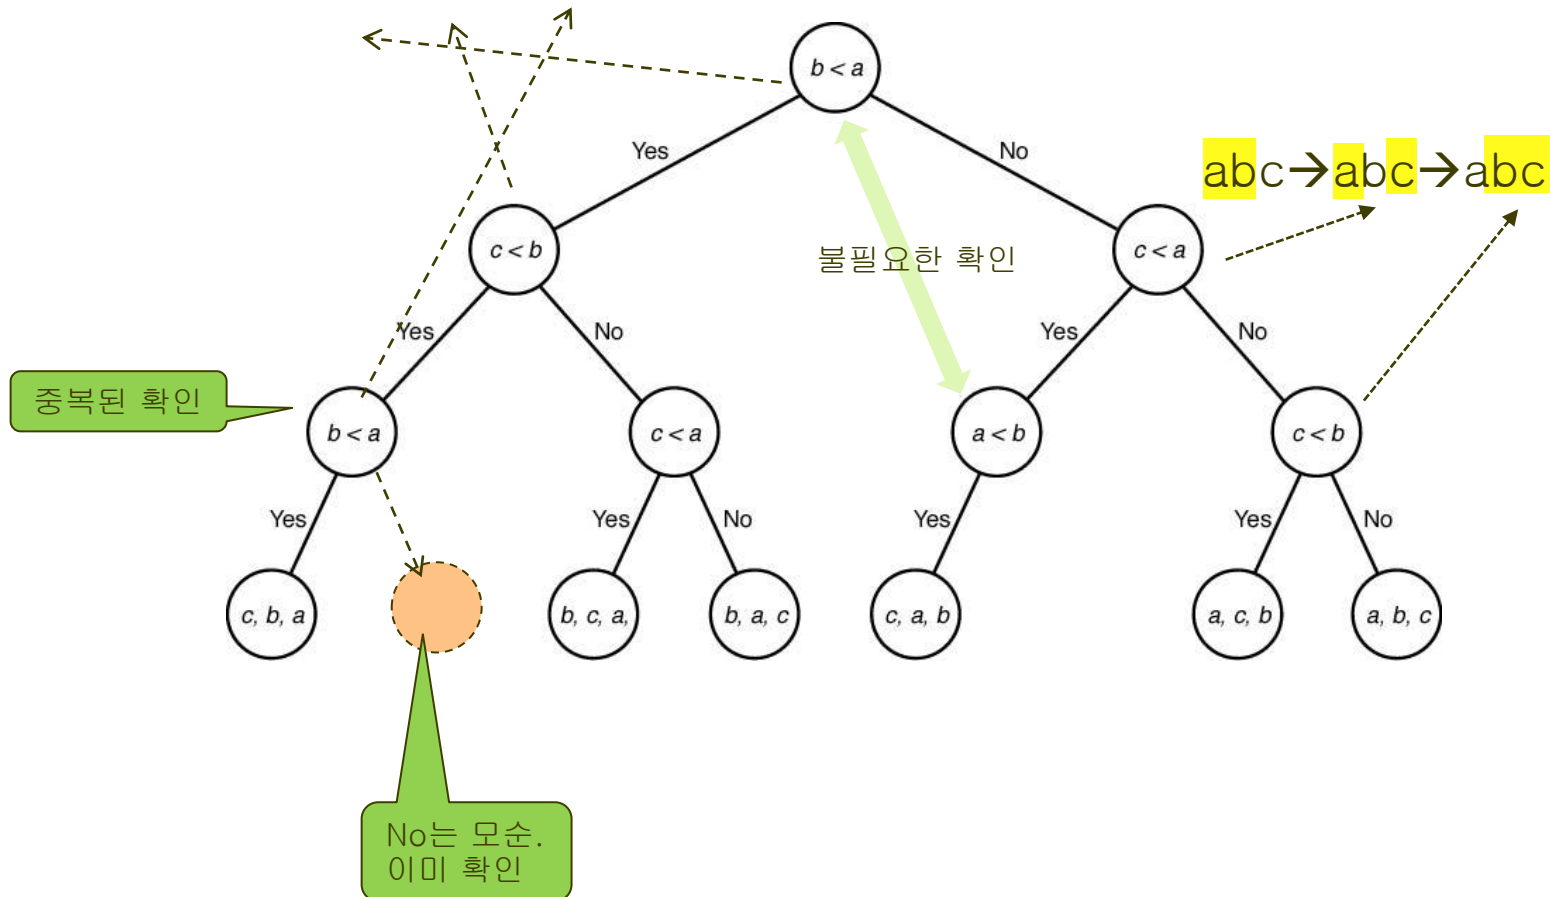 b < a
Yes
No
abc→abc→abc
c < b
불필요한 확인
c < a
Yes
No
Yes
No
중복된 확인
b < a
c < a
a < b
c < b
Yes
Yes
No
Yes
Yes
No
c, b, a
b, c, a,
b, a, c
c, a, b
a, c, b
a, b, c
No는 모순.
이미 확인